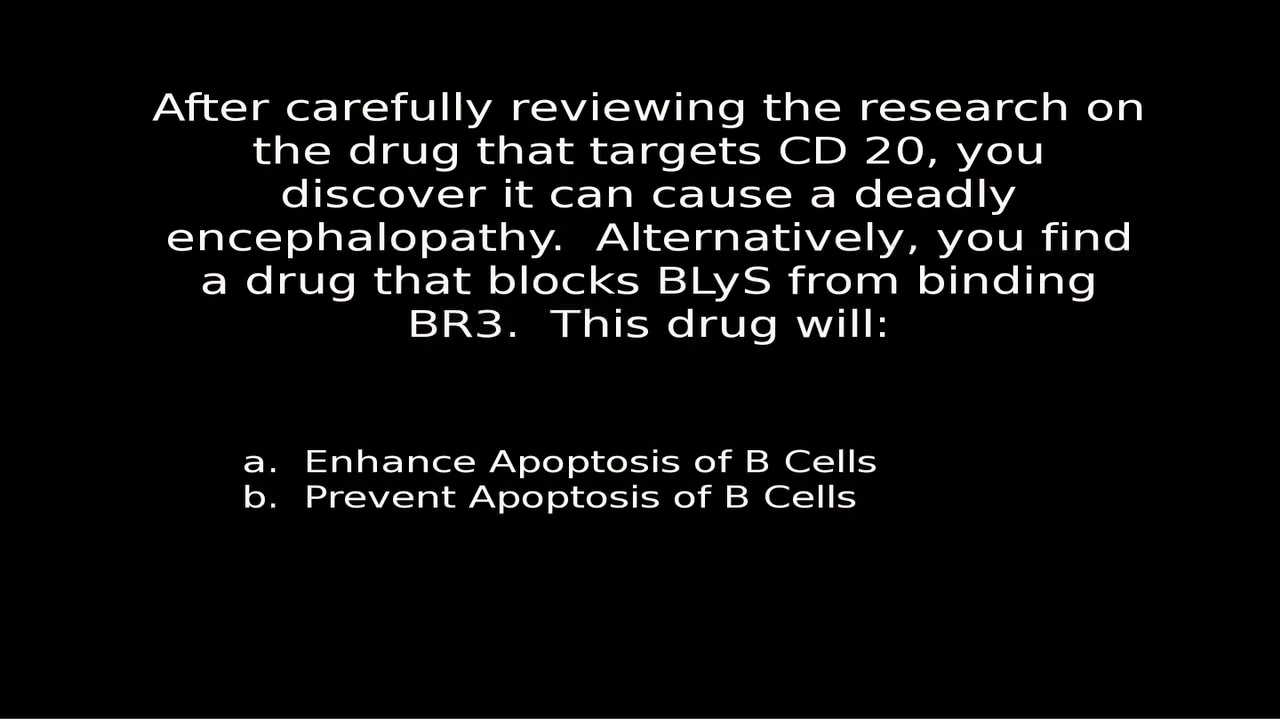 After carefully reviewing the research on
the drug that targets CD 20, you
discover it can cause a deadly
encephalopathy.  Alternatively, you find
a drug that blocks BLyS from binding
BR3.  This drug will:
a.  Enhance Apoptosis of B Cells
b.  Prevent Apoptosis of B Cells